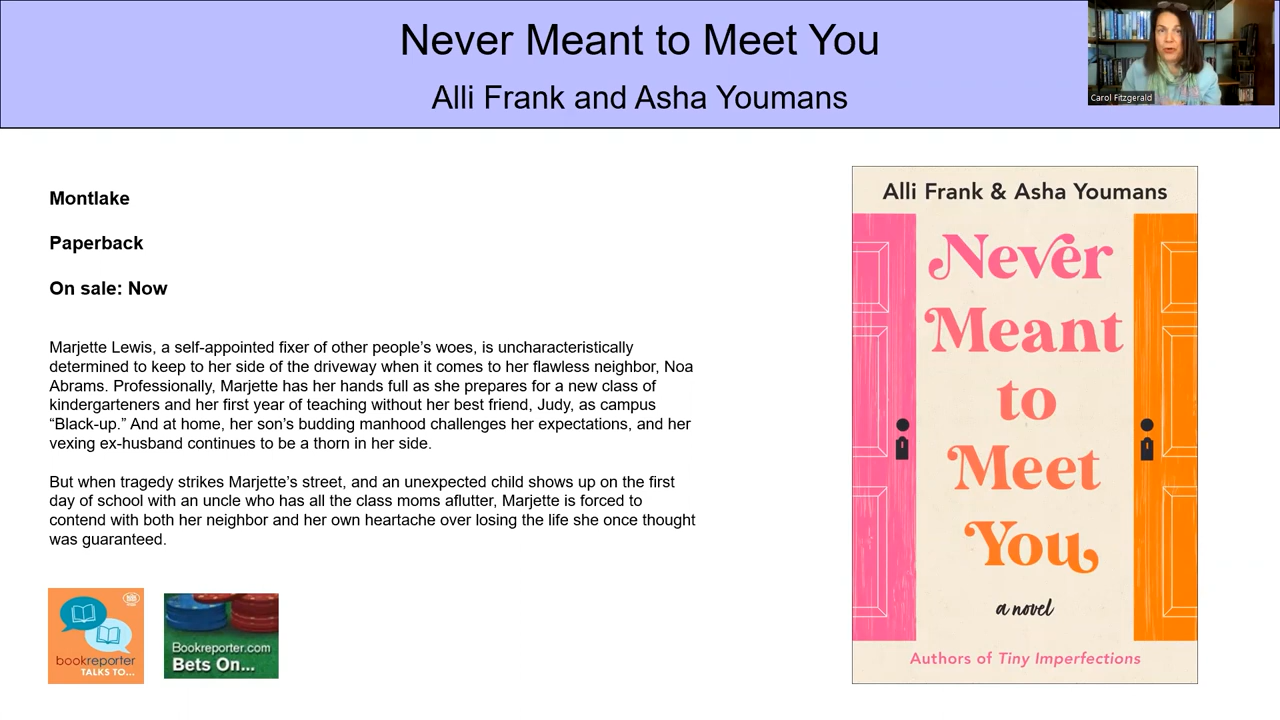 Never Meant to Meet You
Alli Frank and Asha Youmans
Carol Fitzgerald
Montlake
Paperback
On sale: Now
Marjette Lewis, a self-appointed fixer of other people’s woes, is uncharacteristically
determined to keep to her side of the driveway when it comes to her flawless neighbor, Noa
Abrams. Professionally, Marjette has her hands full as she prepares for a new class of
kindergarteners and her first year of teaching without her best friend, Judy, as campus
“Black-up.” And at home, her son’s budding manhood challenges her expectations, and her
vexing ex-husband continues to be a thorn in her side.
But when tragedy strikes Marjette’s street, and an unexpected child shows up on the first
day of school with an uncle who has all the class moms aflutter, Marjette is forced to
contend with both her neighbor and her own heartache over losing the life she once thought
was guaranteed.
bookreporter
TALKS TO...
Bookreporter.com
Bets On...
Alli Frank & Asha Youmans
Never
Meant
to
Meet
You
a novel
Authors of Tiny Imperfections